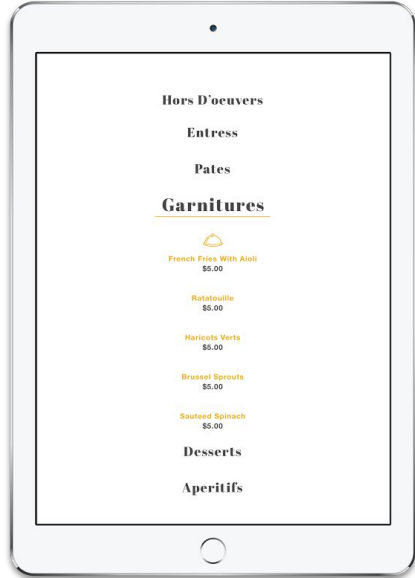 Hors D'oeuvers
Entress
Pates
Garnitures
French Fries With Aioli
$5.00
Ratatouille
$5.00
Haricots Verts
$5.00
Brussel Sprouts
$5.00
Sauteed Spinach
$5.00
Desserts
Aperitifs